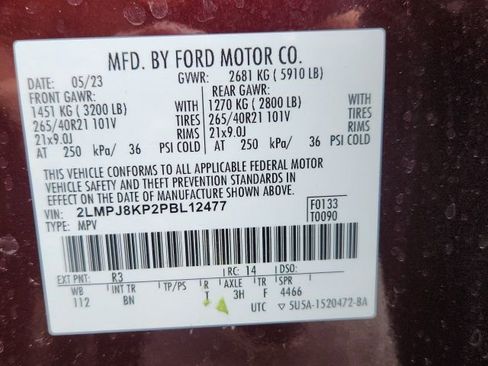 MFD. BY FORD MOTOR CO.
DATE: 05/23 GVWR: 2681 KG ( 5910 LB)
FRONT GAWR: REAR GAWR:
1451 KG ( 3200 LB) WITH 1270 KG ( 2800 LB) WITH
265/40R21 101V TIRES 265/40R21 101V TIRES
21x9.0J RIMS 21x9.0J RIMS
AT 250 kPa/ 36 PSI COLD AT 250 kPa/ 36 PSI COLD
THIS VEHICLE CONFORMS TO ALL APPLICABLE FEDERAL MOTOR
VEHICLE SAFETY AND THEFT PREVENTION STANDARDS IN
EFFECT ON THE DATE OF MANUFACTURE SHOWN ABOVE.
VIN: 2LMPJ8KP2PBL12477 F0133
TYPE: MPV T0090
EXT PNT: R3 RC: 14 DSO:
WB INT TR TP/PS R AXLE TR SPR
112 BN T 3H F 4466
UTC 5U5A-1520472-BA